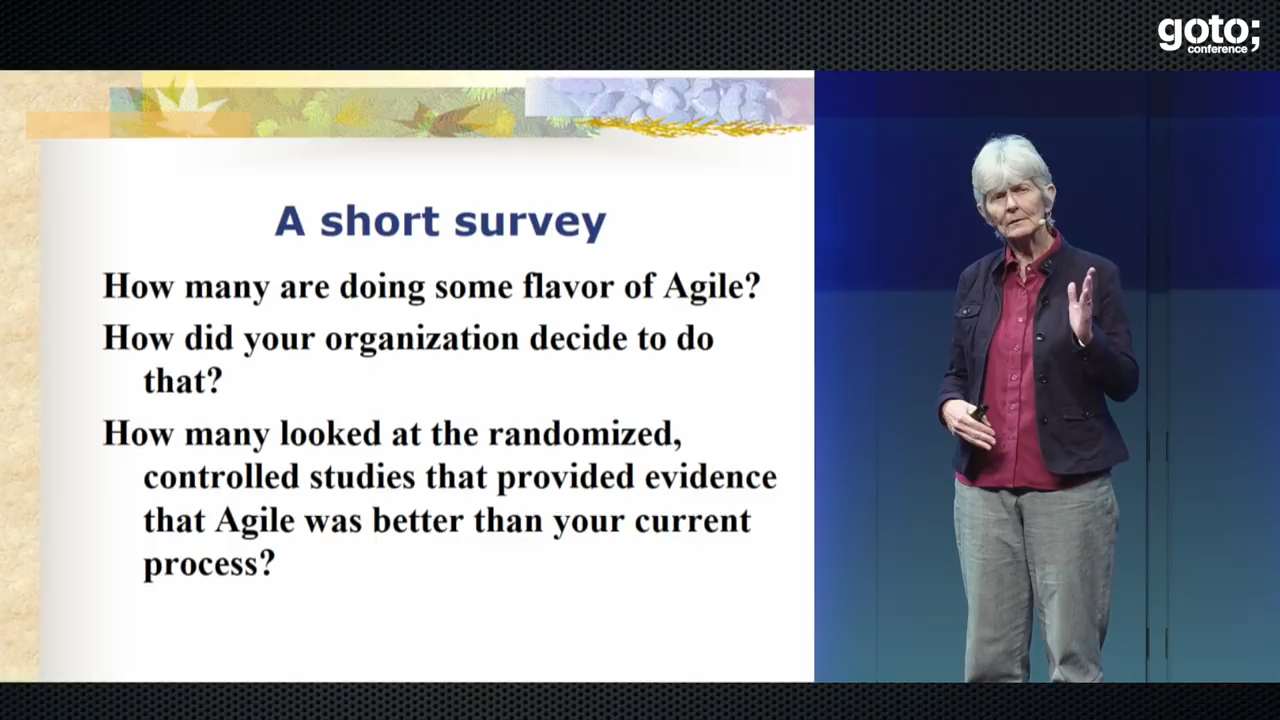 goto;
conference
A short survey
How many are doing some flavor of Agile?
How did your organization decide to do
that?
How many looked at the randomized,
controlled studies that provided evidence
that Agile was better than your current
process?